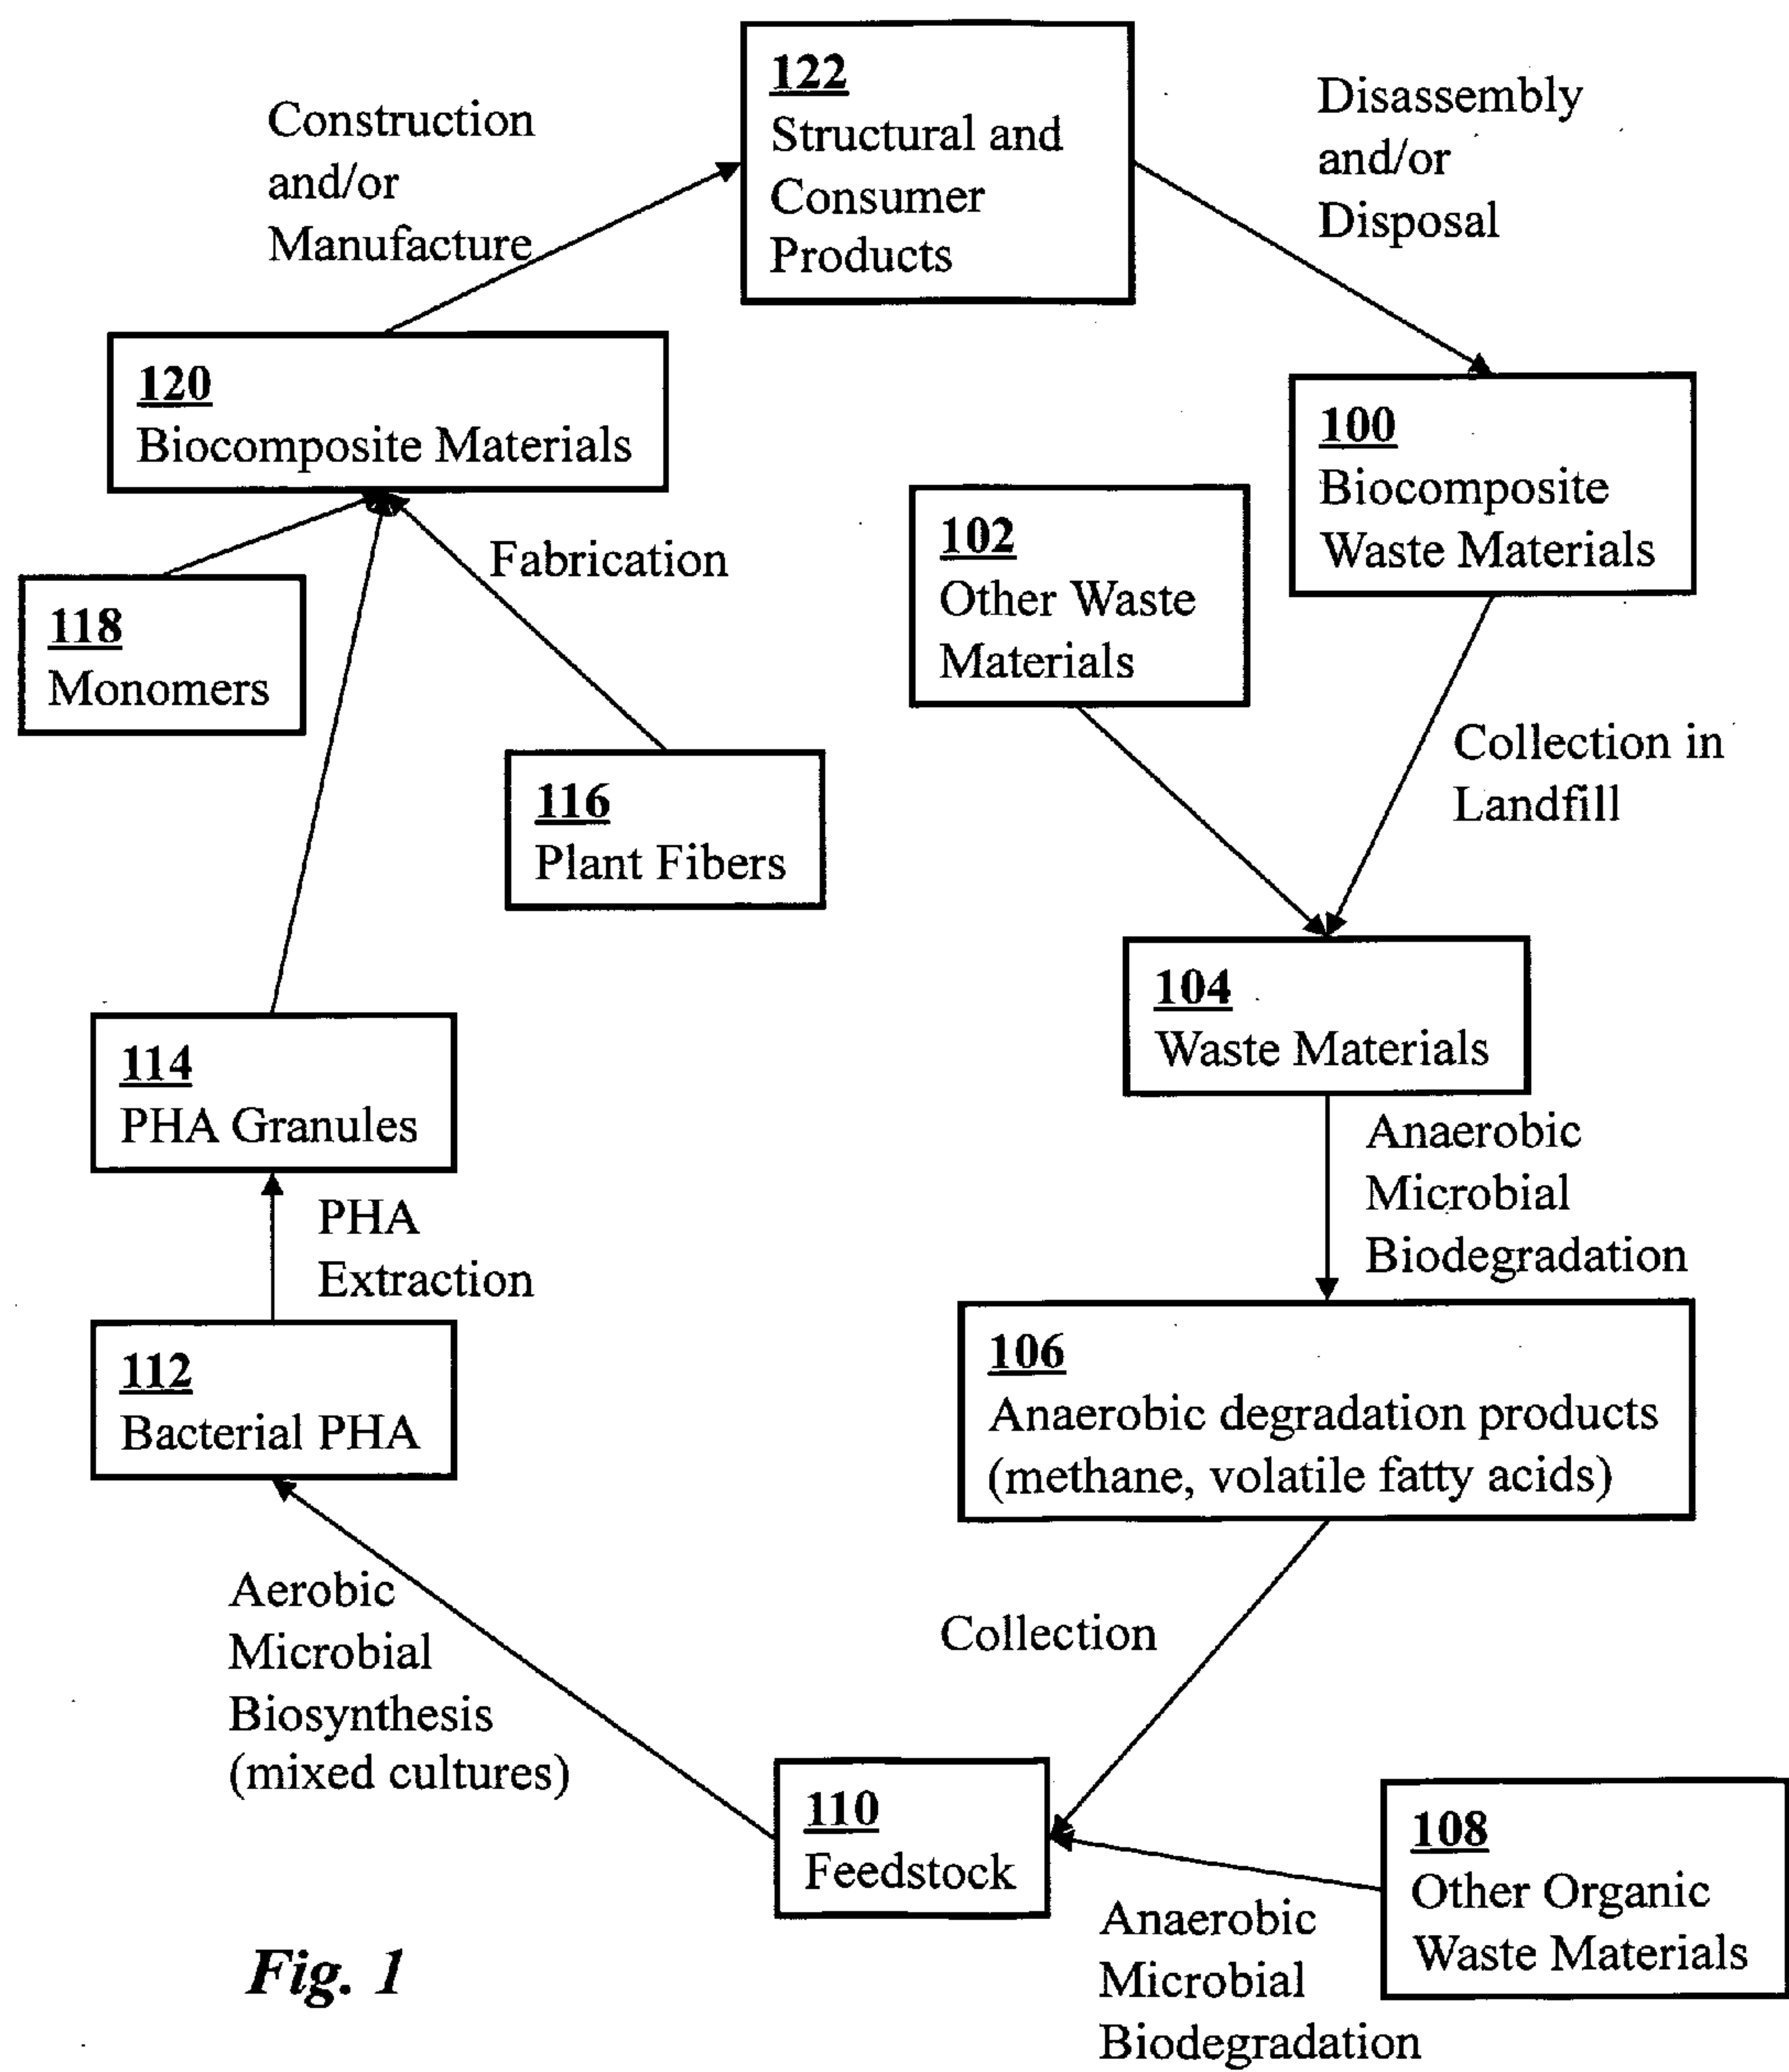 122
Structural and
Consumer
Products
Construction
and/or
Manufacture
Disassembly
and/or
Disposal
120
Biocomposite Materials
100
Biocomposite
Waste Materials
102
Other Waste
Materials
Fabrication
118
Monomers
116
Plant Fibers
Collection in
Landfill
104
Waste Materials
114
PHA Granules
Anaerobic
Microbial
Biodegradation
PHA
Extraction
106
Anaerobic degradation products
(methane, volatile fatty acids)
112
Bacterial PHA
Aerobic
Microbial
Biosynthesis
(mixed cultures)
Collection
110
Feedstock
108
Other Organic
Waste Materials
Anaerobic
Microbial
Biodegradation
Fig. 1